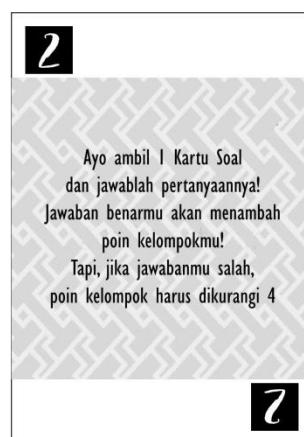 2
Ayo ambil 1 Kartu Soal
dan jawablah pertanyaannya!
Jawaban benarmu akan menambah
poin kelompokmu!
Tapi, jika jawabanmu salah,
poin kelompok harus dikurangi 4
2